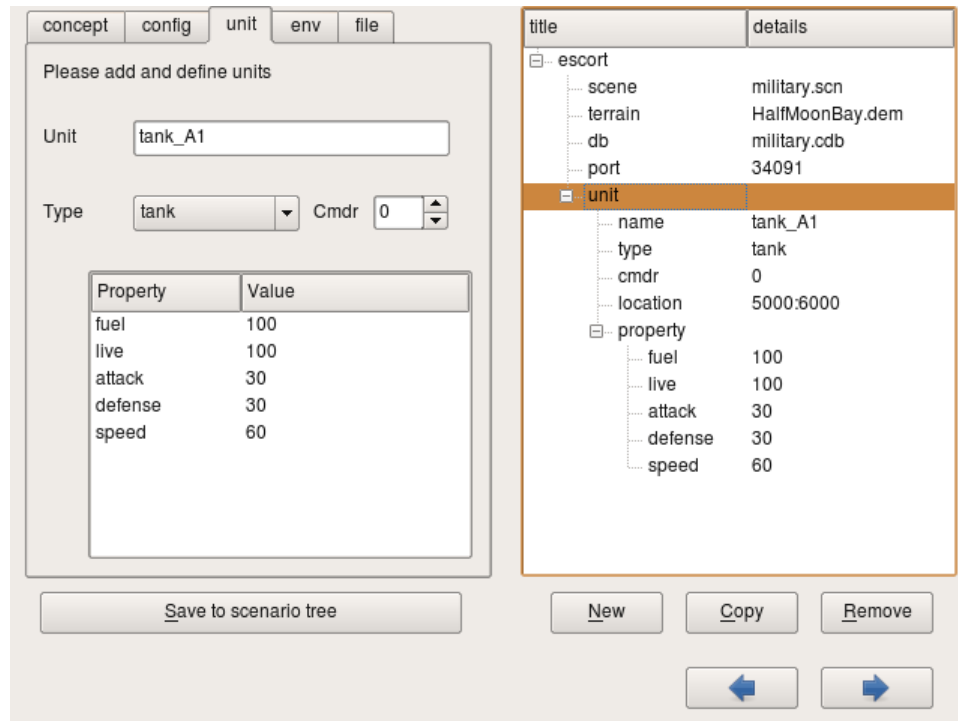 concept config unit env file
Please add and define units
Unit tank_A1
Type tank Cmdr 0
Property Value
fuel 100
live 100
attack 30
defense 30
speed 60
Save to scenario tree
title details
escort
scene military.scn
terrain HalfMoonBay.dem
db military.cdb
port 34091
unit
name tank_A1
type tank
cmdr 0
location 5000:6000
property
fuel 100
live 100
attack 30
defense 30
speed 60
New Copy Remove